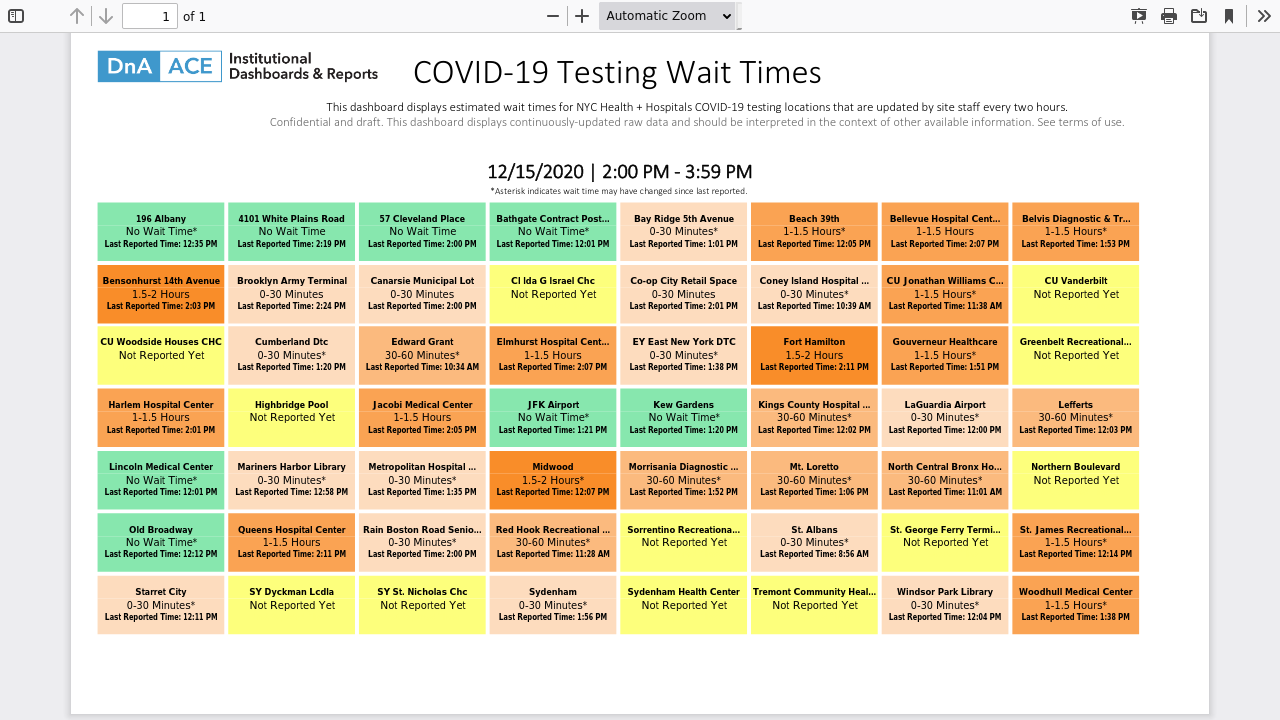 1 of 1
Automatic Zoom
DnA ACE Institutional
Dashboards & Reports
COVID-19 Testing Wait Times
This dashboard displays estimated wait times for NYC Health + Hospitals COVID-19 testing locations that are updated by site staff every two hours.
Confidential and draft. This dashboard displays continuously-updated raw data and should be interpreted in the context of other available information. See terms of use.
12/15/2020 | 2:00 PM - 3:59 PM
*Asterisk indicates wait time may have changed since last reported.
196 Albany
No Wait Time*
Last Reported Time: 12:35 PM
4101 White Plains Road
No Wait Time
Last Reported Time: 2:19 PM
57 Cleveland Place
No Wait Time
Last Reported Time: 2:00 PM
Bathgate Contract Post...
No Wait Time*
Last Reported Time: 12:01 PM
Bay Ridge 5th Avenue
0-30 Minutes*
Last Reported Time: 1:01 PM
Beach 39th
1-1.5 Hours*
Last Reported Time: 12:05 PM
Bellevue Hospital Cent...
1-1.5 Hours
Last Reported Time: 2:07 PM
Belvis Diagnostic & Tr...
1-1.5 Hours*
Last Reported Time: 1:53 PM
Bensonhurst 14th Avenue
1.5-2 Hours
Last Reported Time: 2:03 PM
Brooklyn Army Terminal
0-30 Minutes
Last Reported Time: 2:24 PM
Canarsie Municipal Lot
0-30 Minutes
Last Reported Time: 2:00 PM
CI Ida G Israel Chc
Not Reported Yet
Co-op City Retail Space
0-30 Minutes
Last Reported Time: 2:01 PM
Coney Island Hospital ...
0-30 Minutes*
Last Reported Time: 10:39 AM
CU Jonathan Williams C...
1-1.5 Hours*
Last Reported Time: 11:38 AM
CU Vanderbilt
Not Reported Yet
CU Woodside Houses CHC
Not Reported Yet
Cumberland Dtc
0-30 Minutes*
Last Reported Time: 1:20 PM
Edward Grant
30-60 Minutes*
Last Reported Time: 10:34 AM
Elmhurst Hospital Cent...
1-1.5 Hours
Last Reported Time: 2:07 PM
EY East New York DTC
0-30 Minutes*
Last Reported Time: 1:38 PM
Fort Hamilton
1.5-2 Hours
Last Reported Time: 2:11 PM
Gouverneur Healthcare
1-1.5 Hours*
Last Reported Time: 1:51 PM
Greenbelt Recreational...
Not Reported Yet
Harlem Hospital Center
1-1.5 Hours
Last Reported Time: 2:01 PM
Highbridge Pool
Not Reported Yet
Jacobi Medical Center
1-1.5 Hours
Last Reported Time: 2:05 PM
JFK Airport
No Wait Time*
Last Reported Time: 1:21 PM
Kew Gardens
No Wait Time*
Last Reported Time: 1:20 PM
Kings County Hospital ...
30-60 Minutes*
Last Reported Time: 12:02 PM
LaGuardia Airport
0-30 Minutes*
Last Reported Time: 12:00 PM
Lefferts
30-60 Minutes*
Last Reported Time: 12:03 PM
Lincoln Medical Center
No Wait Time*
Last Reported Time: 12:01 PM
Mariners Harbor Library
0-30 Minutes*
Last Reported Time: 12:58 PM
Metropolitan Hospital ...
0-30 Minutes*
Last Reported Time: 1:35 PM
Midwood
1.5-2 Hours*
Last Reported Time: 12:07 PM
Morrisania Diagnostic ...
30-60 Minutes*
Last Reported Time: 1:52 PM
Mt. Loretto
30-60 Minutes*
Last Reported Time: 1:06 PM
North Central Bronx Ho...
30-60 Minutes*
Last Reported Time: 11:01 AM
Northern Boulevard
Not Reported Yet
Old Broadway
No Wait Time*
Last Reported Time: 12:12 PM
Queens Hospital Center
1-1.5 Hours
Last Reported Time: 2:11 PM
Rain Boston Road Senio...
0-30 Minutes*
Last Reported Time: 2:00 PM
Red Hook Recreational ...
30-60 Minutes*
Last Reported Time: 11:28 AM
Sorrentino Recreationa...
Not Reported Yet
St. Albans
0-30 Minutes*
Last Reported Time: 8:56 AM
St. George Ferry Termi...
Not Reported Yet
St. James Recreational...
1-1.5 Hours*
Last Reported Time: 12:14 PM
Starret City
0-30 Minutes*
Last Reported Time: 12:11 PM
SY Dyckman Lcdla
Not Reported Yet
SY St. Nicholas Chc
Not Reported Yet
Sydenham
0-30 Minutes*
Last Reported Time: 1:56 PM
Sydenham Health Center
Not Reported Yet
Tremont Community Heal...
Not Reported Yet
Windsor Park Library
0-30 Minutes*
Last Reported Time: 12:04 PM
Woodhull Medical Center
1-1.5 Hours*
Last Reported Time: 1:38 PM